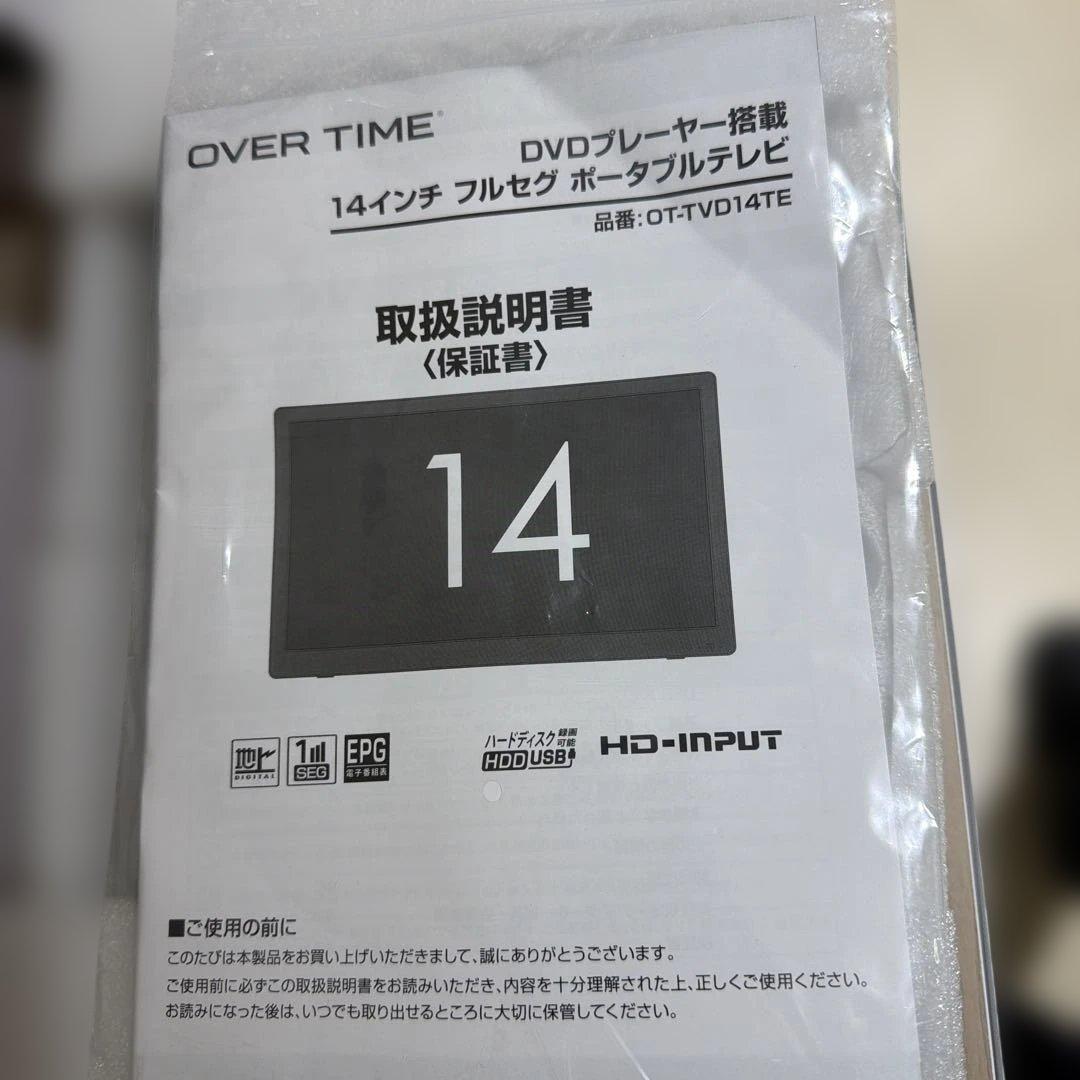 OVER TIME®
DVDプレーヤー搭載
14インチ フルセグ ポータブルテレビ
品番:OT-TVD14TE
取扱説明書
〈保証書〉
14
地上
DIGITAL
1
SEG
EPG
電子番組表
ハードディスク 録画可能
HDD USB
HD-INPUT
■ご使用の前に
このたびは本製品をお買い上げいただきまして、誠にありがとうございます。
ご使用前に必ずこの取扱説明書をお読みいただき、内容を十分理解された上、正しくご使用ください。
お読みになった後は、いつでも取り出せるところに大切に保管してください。